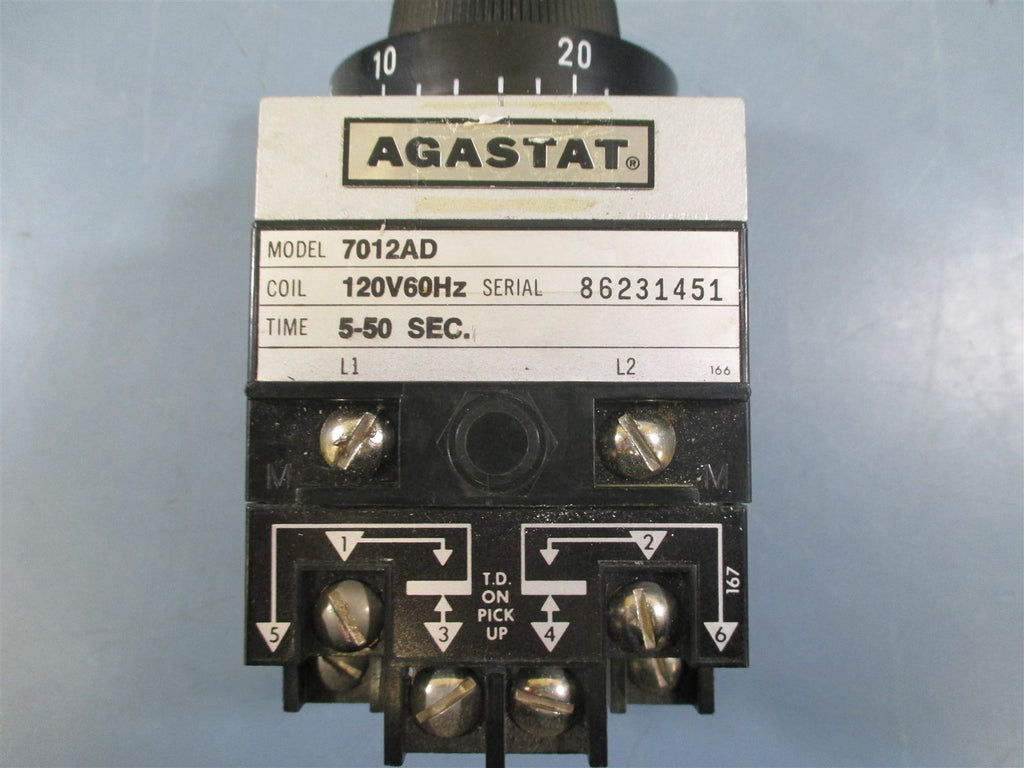 10 20
AGASTAT®
MODEL 7012AD
COIL 120V60Hz SERIAL 86231451
TIME 5-50 SEC.
L1 L2 166
M M
1 2
T.D.
ON
PICK
UP
167
5 3 4 6